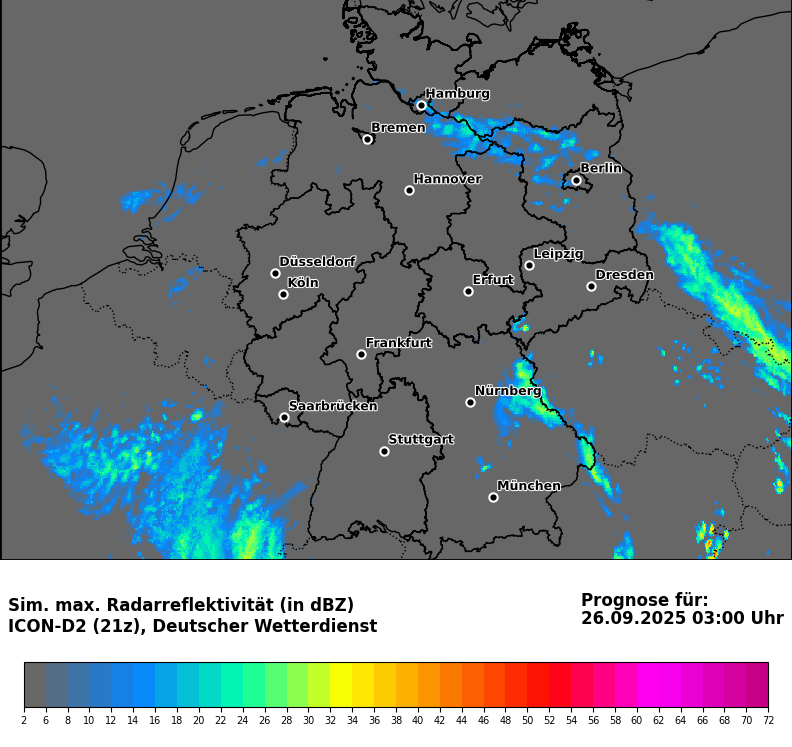 Hamburg
Bremen
Berlin
Hannover
Leipzig
Düsseldorf
Dresden
Köln
Erfurt
Frankfurt
Nürnberg
Saarbrücken
Stuttgart
München
Sim. max. Radarreflektivität (in dBZ)
ICON-D2 (21z), Deutscher Wetterdienst
Prognose für:
26.09.2025 03:00 Uhr
2 6 8 10 12 14 16 18 20 22 24 26 28 30 32 34 36 38 40 42 44 46 48 50 52 54 56 58 60 62 64 66 68 70 72